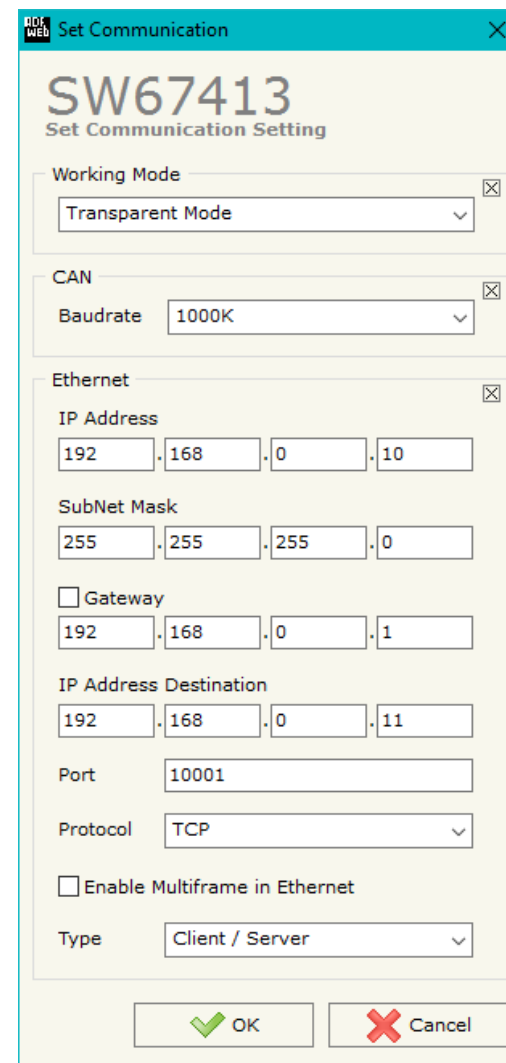 ADF WEB Set Communication
SW67413
Set Communication Setting
Working Mode
Transparent Mode
CAN
Baudrate 1000K
Ethernet
IP Address
192 . 168 . 0 . 10
SubNet Mask
255 . 255 . 255 . 0
Gateway
192 . 168 . 0 . 1
IP Address Destination
192 . 168 . 0 . 11
Port 10001
Protocol TCP
Enable Multiframe in Ethernet
Type Client / Server
OK Cancel